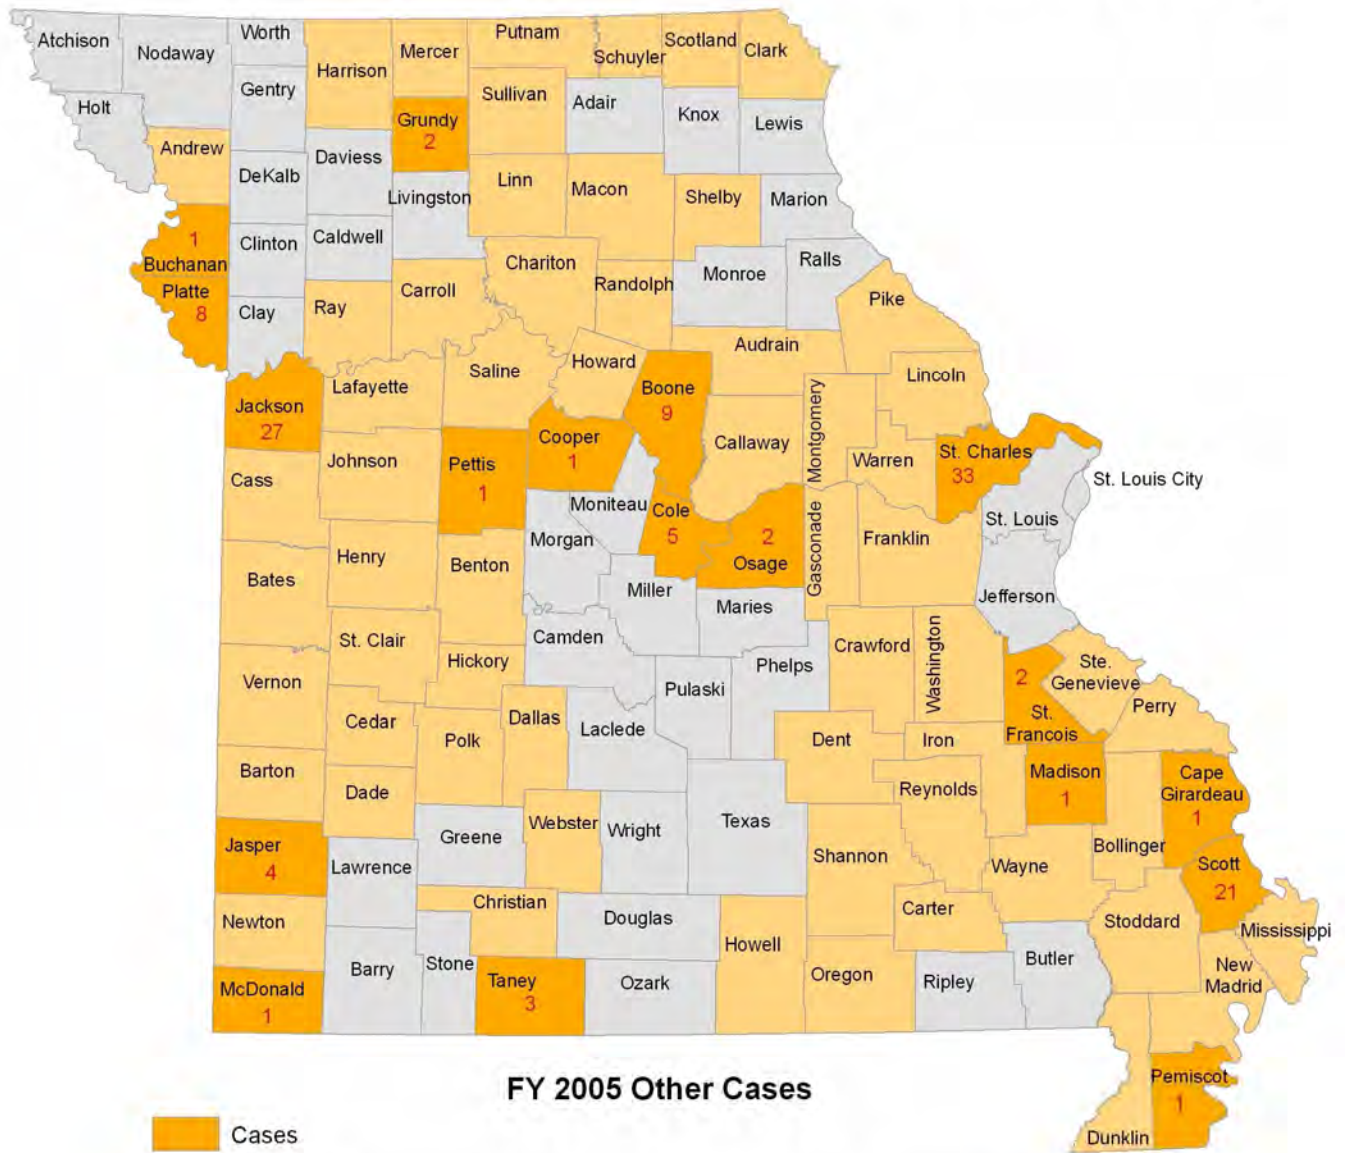 Atchison
Nodaway
Worth
Harrison
Mercer
Putnam
Schuyler
Scotland
Clark
Holt
Gentry
Sullivan
Adair
Knox
Lewis
Grundy
2
Andrew
DeKalb
Daviess
Livingston
Linn
Macon
Shelby
Marion
1
Buchanan
Clinton
Caldwell
Chariton
Randolph
Monroe
Ralls
Platte
8
Clay
Ray
Carroll
Pike
Audrain
Jackson
27
Lafayette
Saline
Howard
Boone
9
Lincoln
Montgomery
Cooper
1
Callaway
Warren
St. Charles
33
Cass
Johnson
Pettis
1
St. Louis City
Moniteau
Cole
5
2
Osage
Gasconade
Franklin
St. Louis
Morgan
Bates
Henry
Benton
Miller
Maries
Jefferson
St. Clair
Camden
Crawford
Washington
Vernon
Hickory
Pulaski
Phelps
2
St.
Francois
Ste.
Genevieve
Perry
Cedar
Polk
Dallas
Laclede
Dent
Iron
Barton
Dade
Madison
1
Cape
Girardeau
1
Reynolds
Jasper
4
Greene
Webster
Wright
Texas
Bollinger
Lawrence
Shannon
Wayne
Scott
21
Newton
Christian
Douglas
Howell
Carter
Stoddard
Mississippi
McDonald
1
Barry
Stone
Taney
3
Ozark
Oregon
Ripley
Butler
New
Madrid
Pemiscot
1
Dunklin
FY 2005 Other Cases
Cases